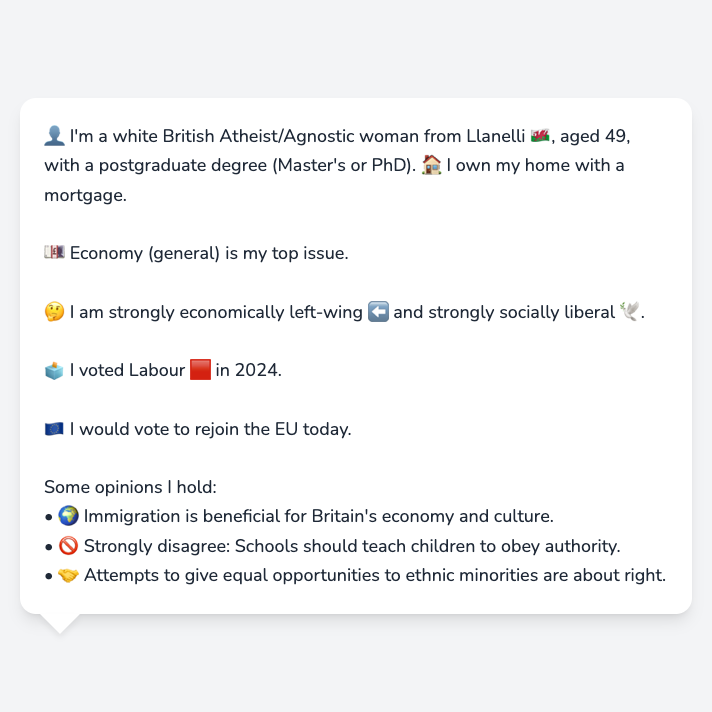 👤 I'm a white British Atheist/Agnostic woman from Llanelli 🏴󠁧󠁢󠁷󠁬󠁳󠁿, aged 49,
with a postgraduate degree (Master's or PhD). 🏠 I own my home with a
mortgage.
💷 Economy (general) is my top issue.
🤔 I am strongly economically left-wing ⬅️ and strongly socially liberal 🕊️.
🗳️ I voted Labour 🟥 in 2024.
🇪🇺 I would vote to rejoin the EU today.
Some opinions I hold:
• 🌍 Immigration is beneficial for Britain's economy and culture.
• 🚫 Strongly disagree: Schools should teach children to obey authority.
• 🤝 Attempts to give equal opportunities to ethnic minorities are about right.